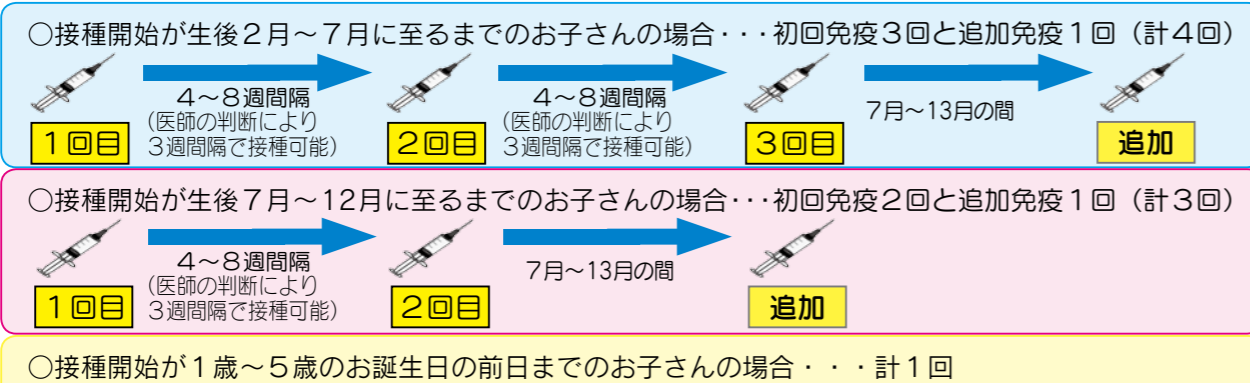 ○接種開始が生後２月～７月に至るまでのお子さんの場合・・・初回免疫３回と追加免疫１回（計４回）
４～８週間隔
（医師の判断により
３週間隔で接種可能）
４～８週間隔
（医師の判断により
３週間隔で接種可能）
7月～13月の間
１回目
２回目
３回目
追加
○接種開始が生後７月～12月に至るまでのお子さんの場合・・・初回免疫２回と追加免疫１回（計３回）
４～８週間隔
（医師の判断により
３週間隔で接種可能）
7月～13月の間
１回目
２回目
追加
○接種開始が１歳～５歳のお誕生日の前日までのお子さんの場合・・・計１回